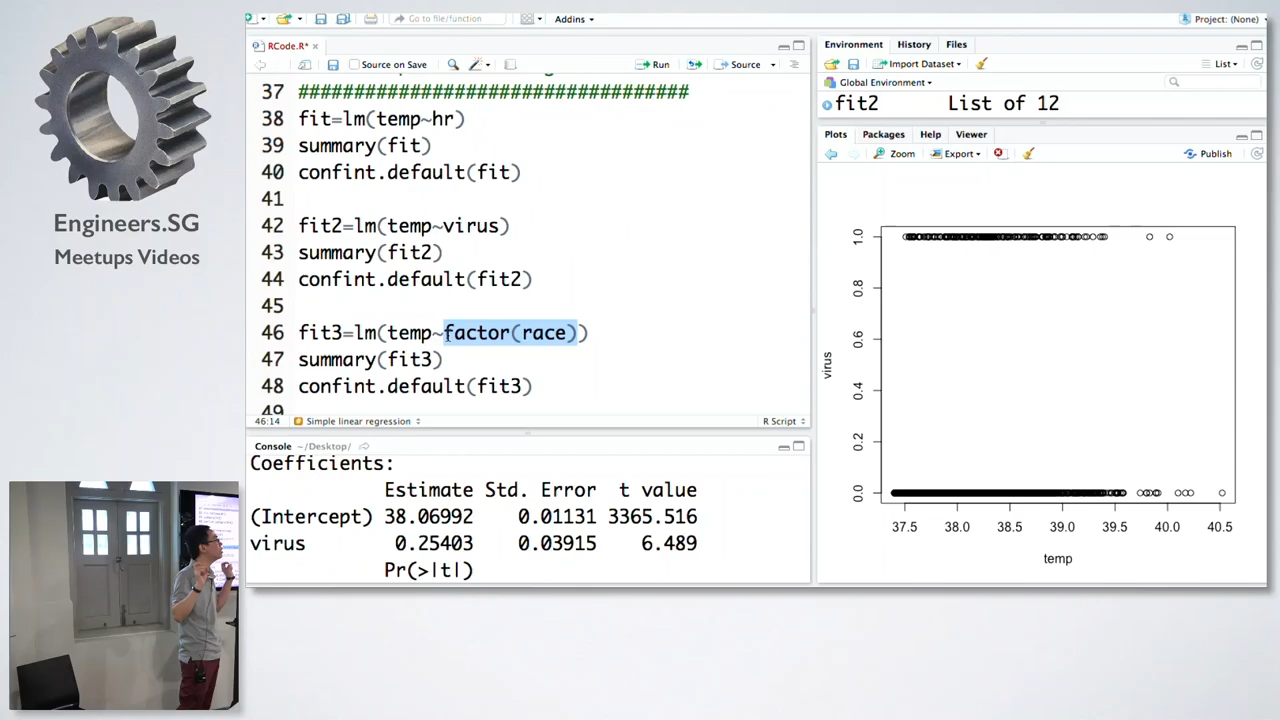 Engineers.SG
Meetups Videos
Go to file/function
Addins
Project: (None)
RCode.R*
Source on Save
Run
Source
37 ###################################
38 fit=lm(temp~hr)
39 summary(fit)
40 confint.default(fit)
41
42 fit2=lm(temp~virus)
43 summary(fit2)
44 confint.default(fit2)
45
46 fit3=lm(temp~factor(race))
47 summary(fit3)
48 confint.default(fit3)
49
46:14 Simple linear regression R Script
Console ~/Desktop/
Coefficients:
Estimate Std. Error t value
(Intercept) 38.06992 0.01131 3365.516
virus 0.25403 0.03915 6.489
Pr(>|t|)
Environment History Files
Import Dataset List
Global Environment
fit2 List of 12
Plots Packages Help Viewer
Zoom Export Publish
1.0
0.8
0.6
0.4
0.2
0.0
virus
37.5 38.0 38.5 39.0 39.5 40.0 40.5
temp